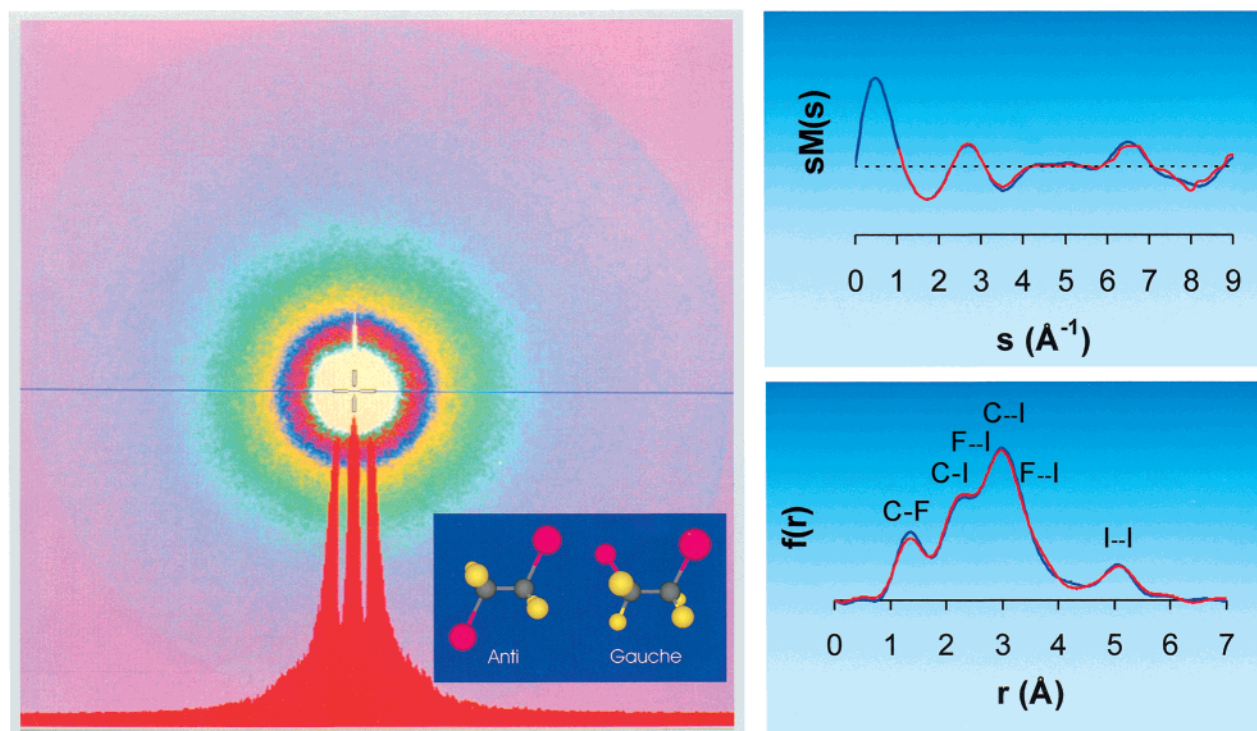 Anti
Gauche
sM(s)
0 1 2 3 4 5 6 7 8 9
s (Å⁻¹)
C--I
F--I
C-I
F--I
C-F
I--I
f(r)
0 1 2 3 4 5 6 7
r (Å)